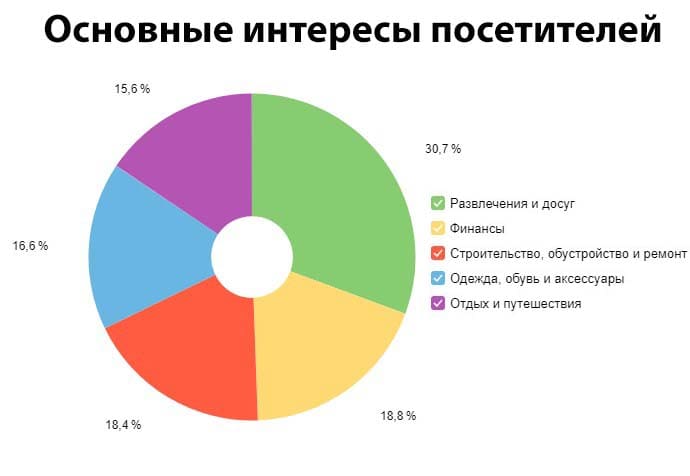 Основные интересы посетителей
15,6 %
30,7 %
Развлечения и досуг
Финансы
Строительство, обустройство и ремонт
Одежда, обувь и аксессуары
Отдых и путешествия
16,6 %
18,8 %
18,4 %